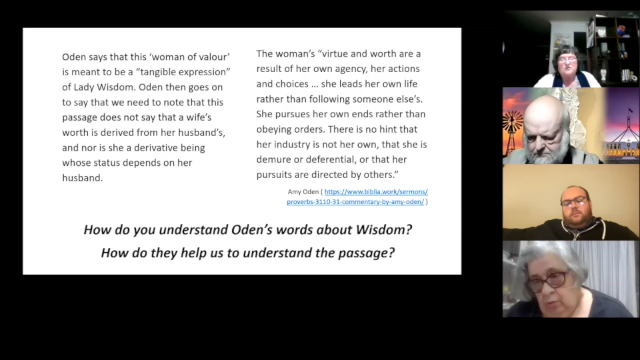 Oden says that this ‘woman of valour’
is meant to be a “tangible expression”
of Lady Wisdom. Oden then goes on
to say that we need to note that this
passage does not say that a wife’s
worth is derived from her husband’s,
and nor is she a derivative being
whose status depends on her
husband.
The woman’s “virtue and worth are a
result of her own agency, her actions
and choices … she leads her own life
rather than following someone else’s.
She pursues her own ends rather than
obeying orders. There is no hint that
her industry is not her own, that she is
demure or deferential, or that her
pursuits are directed by others.”
Amy Oden ( https://www.biblia.work/sermons/
proverbs-3110-31-commentary-by-amy-oden/ )
How do you understand Oden’s words about Wisdom?
How do they help us to understand the passage?